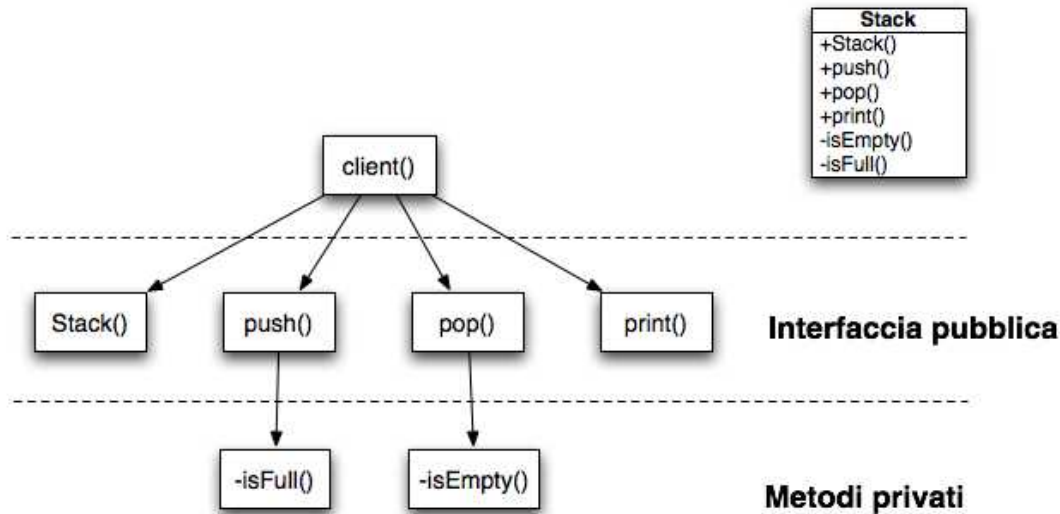 Stack
+Stack()
+push()
+pop()
+print()
-isEmpty()
-isFull()
client()
Stack()
push()
pop()
print()
Interfaccia pubblica
-isFull()
-isEmpty()
Metodi privati